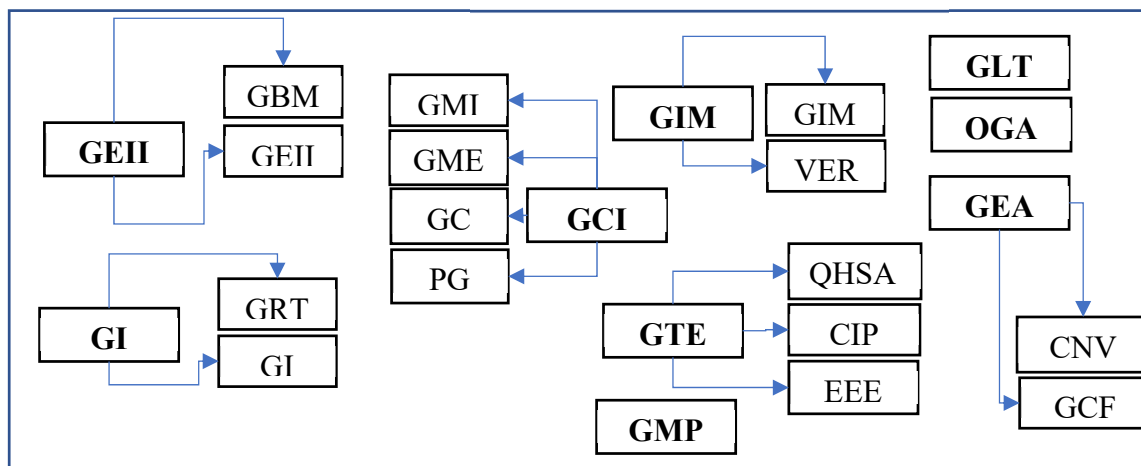 GEII
GBM
GEII
GI
GRT
GI
GMI
GME
GC
PG
GCI
GIM
GIM
VER
GTE
QHSA
CIP
EEE
GMP
GLT
OGA
GEA
CNV
GCF